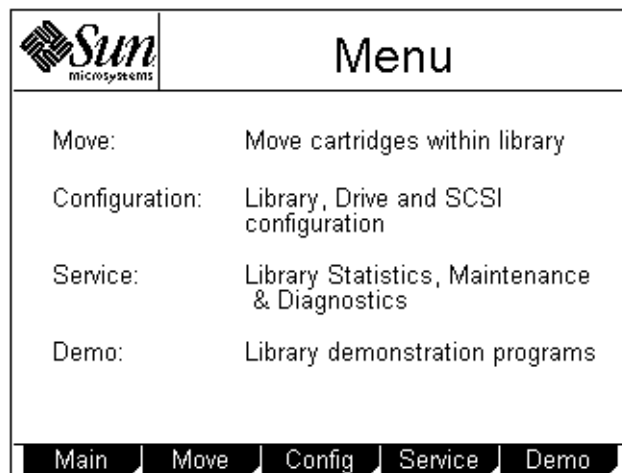 Sun
microsystems
Menu
Move: Move cartridges within library
Configuration: Library, Drive and SCSI
configuration
Service: Library Statistics, Maintenance
& Diagnostics
Demo: Library demonstration programs
Main Move Config Service Demo